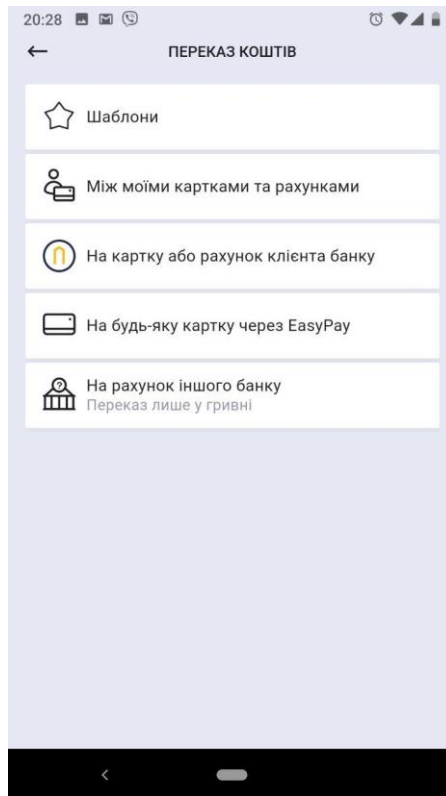 20:28
ПЕРЕКАЗ КОШТІВ
Шаблони
Між моїми картками та рахунками
На картку або рахунок клієнта банку
На будь-яку картку через EasyPay
На рахунок іншого банку
Переказ лише у гривні